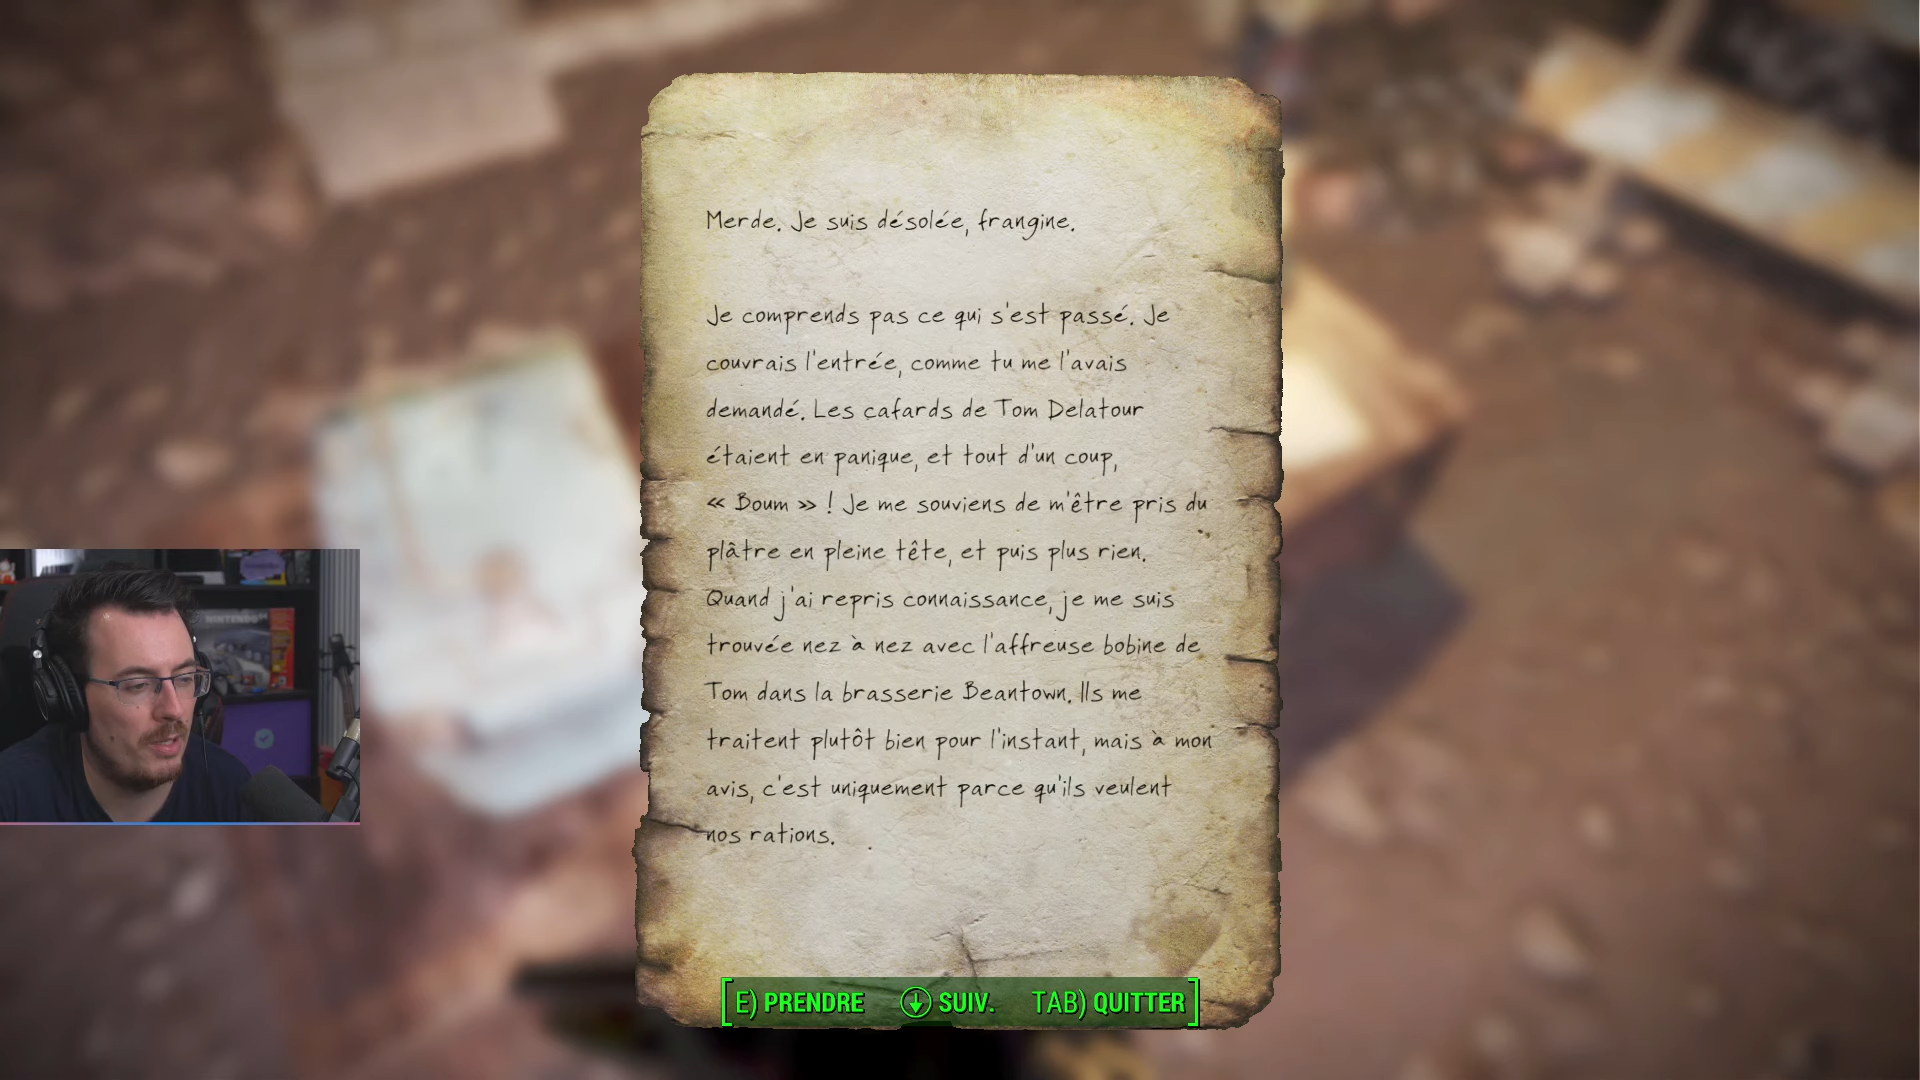 Merde. Je suis désolée, frangine.
Je comprends pas ce qui s'est passé. Je
couvrais l'entrée, comme tu me l'avais
demandé. Les cafards de Tom Delatour
étaient en panique, et tout d'un coup,
« Boum » ! Je me souviens de m'être pris du
plâtre en pleine tête, et puis plus rien.
Quand j'ai repris connaissance, je me suis
trouvée nez à nez avec l'affreuse bobine de
Tom dans la brasserie Beantown. Ils me
traitent plutôt bien pour l'instant, mais à mon
avis, c'est uniquement parce qu'ils veulent
nos rations.
E) PRENDRE SUIV. TAB) QUITTER
NINTENDO